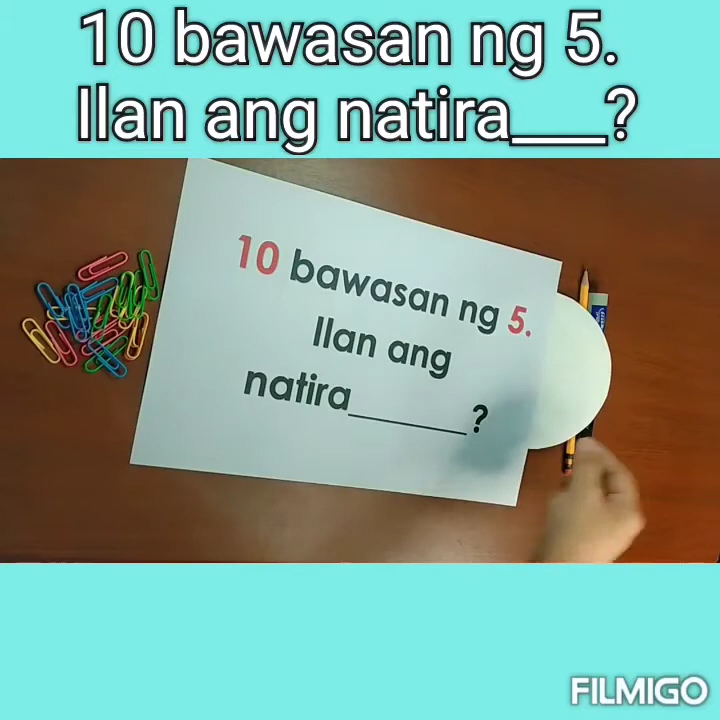 10 bawasan ng 5.
Ilan ang natira___?
10 bawasan ng 5.
Ilan ang
natira______?
FILMIGO